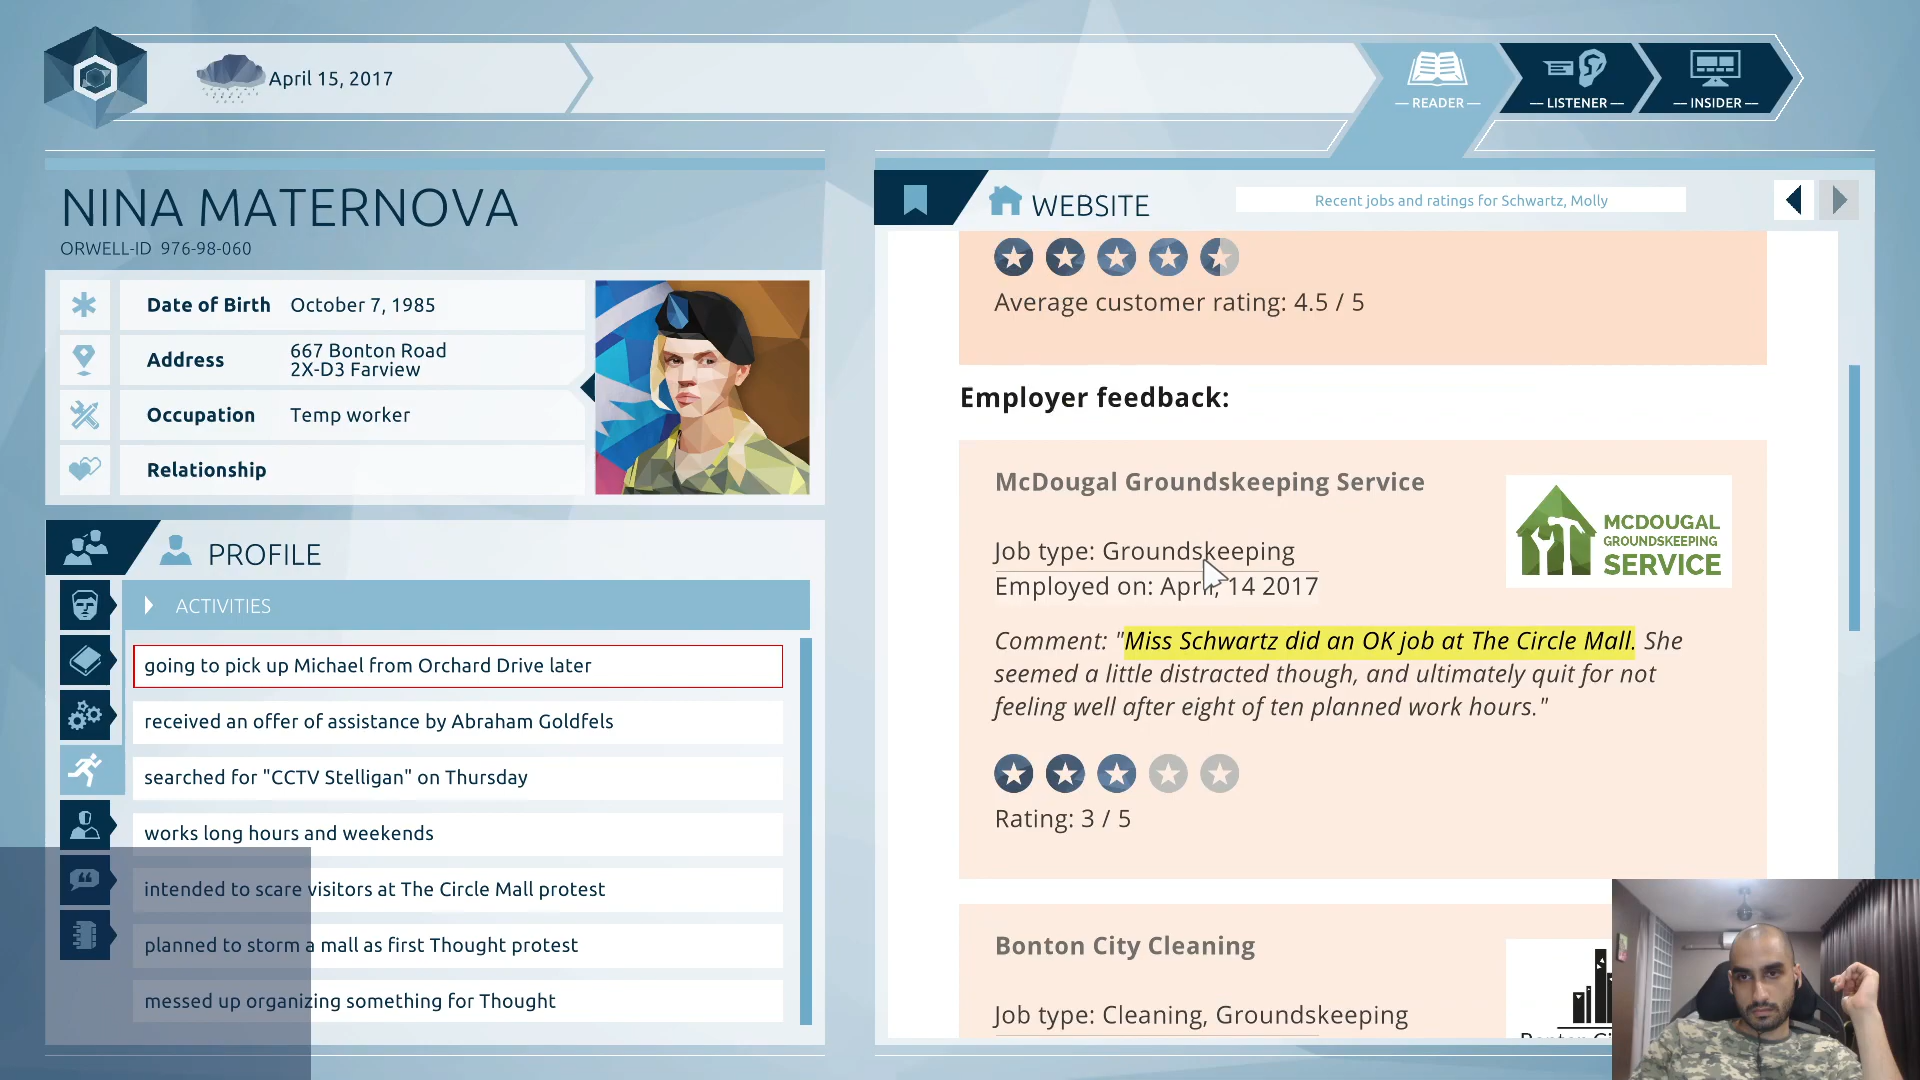 April 15, 2017
— READER —
— LISTENER —
— INSIDER —
NINA MATERNOVA
ORWELL-ID 976-98-060
Date of Birth October 7, 1985
Address 667 Bonton Road
2X-D3 Farview
Occupation Temp worker
Relationship
PROFILE
ACTIVITIES
going to pick up Michael from Orchard Drive later
received an offer of assistance by Abraham Goldfels
searched for "CCTV Stelligan" on Thursday
works long hours and weekends
intended to scare visitors at The Circle Mall protest
planned to storm a mall as first Thought protest
messed up organizing something for Thought
WEBSITE
Recent jobs and ratings for Schwartz, Molly
Average customer rating: 4.5 / 5
Employer feedback:
McDougal Groundskeeping Service
MCDOUGAL
GROUNDSKEEPING
SERVICE
Job type: Groundskeeping
Employed on: April, 14 2017
Comment: "Miss Schwartz did an OK job at The Circle Mall. She
seemed a little distracted though, and ultimately quit for not
feeling well after eight of ten planned work hours."
Rating: 3 / 5
Bonton City Cleaning
Job type: Cleaning, Groundskeeping